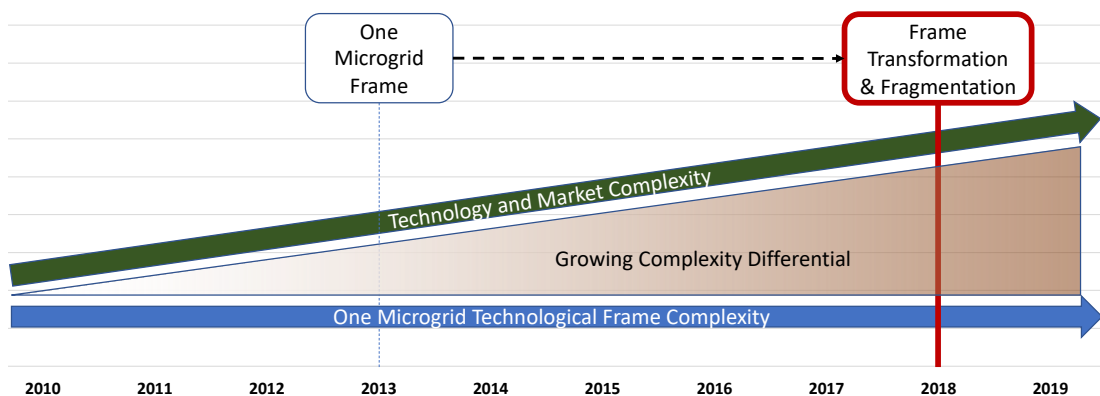 One
Microgrid
Frame
Frame
Transformation
& Fragmentation
Technology and Market Complexity
Growing Complexity Differential
One Microgrid Technological Frame Complexity
2010 2011 2012 2013 2014 2015 2016 2017 2018 2019